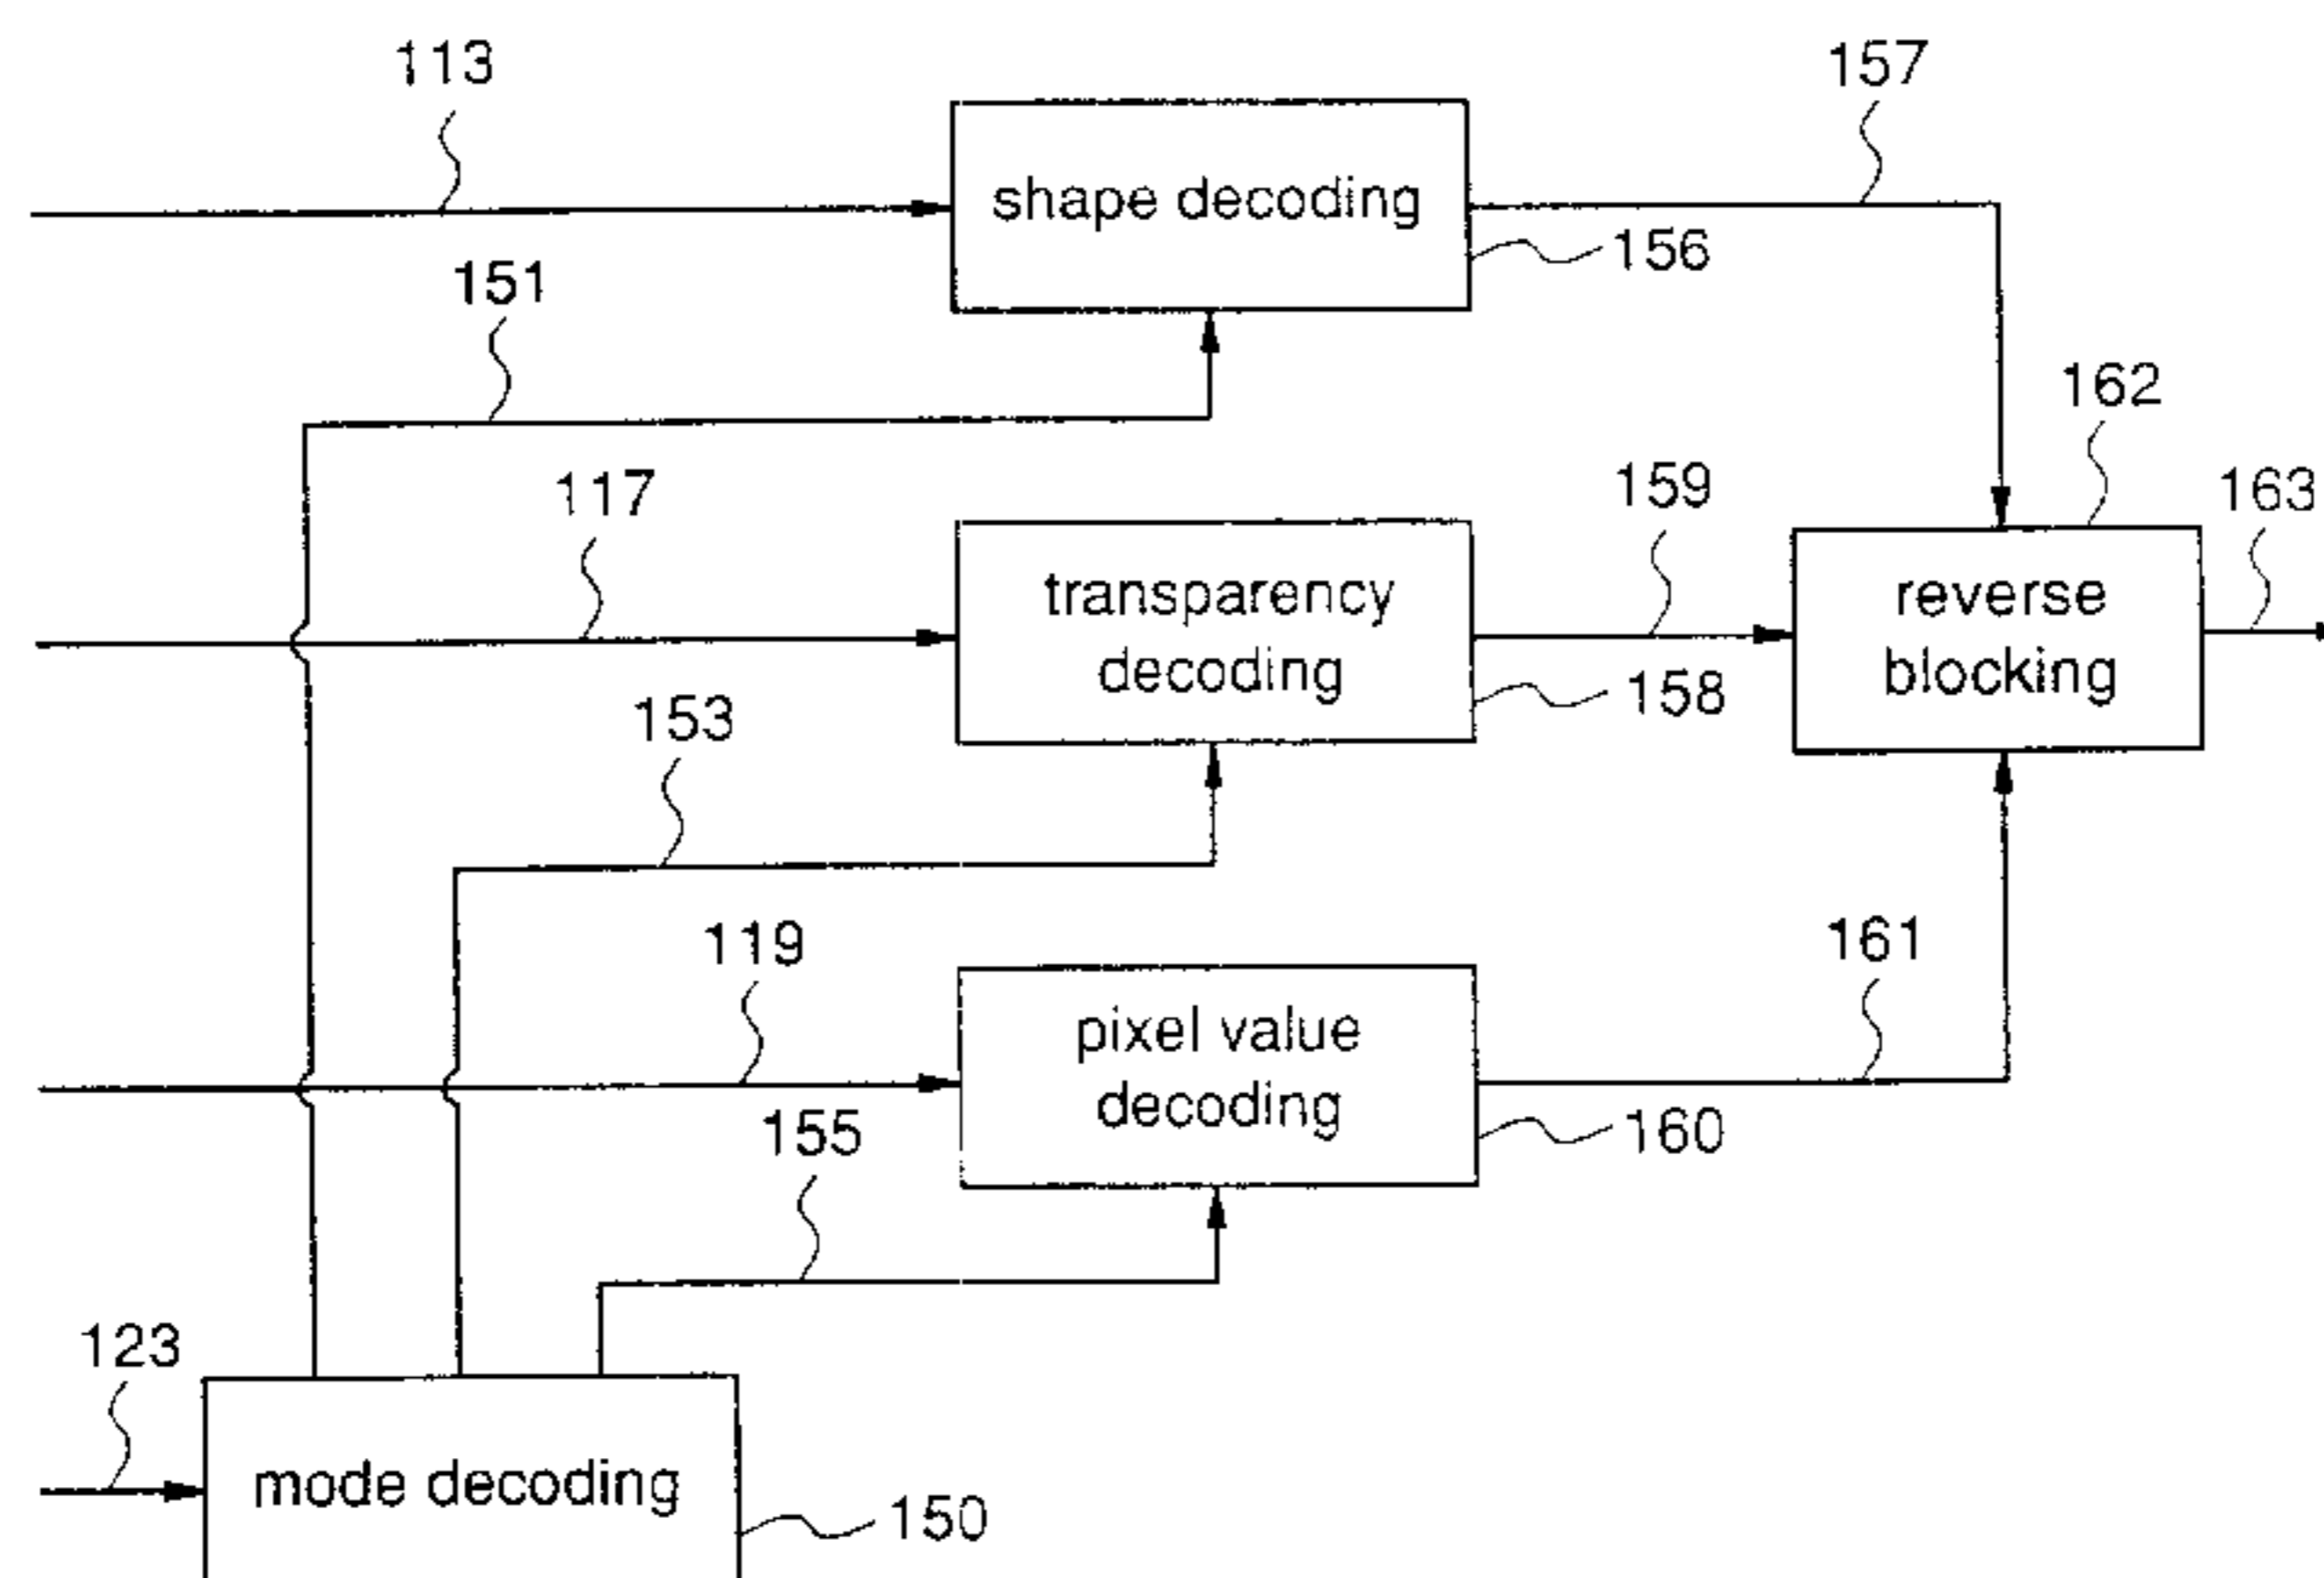 113
157
shape decoding
156
151
162
117
159
163
transparency
decoding
reverse
blocking
158
153
119
161
pixel value
decoding
155
160
123
mode decoding
150